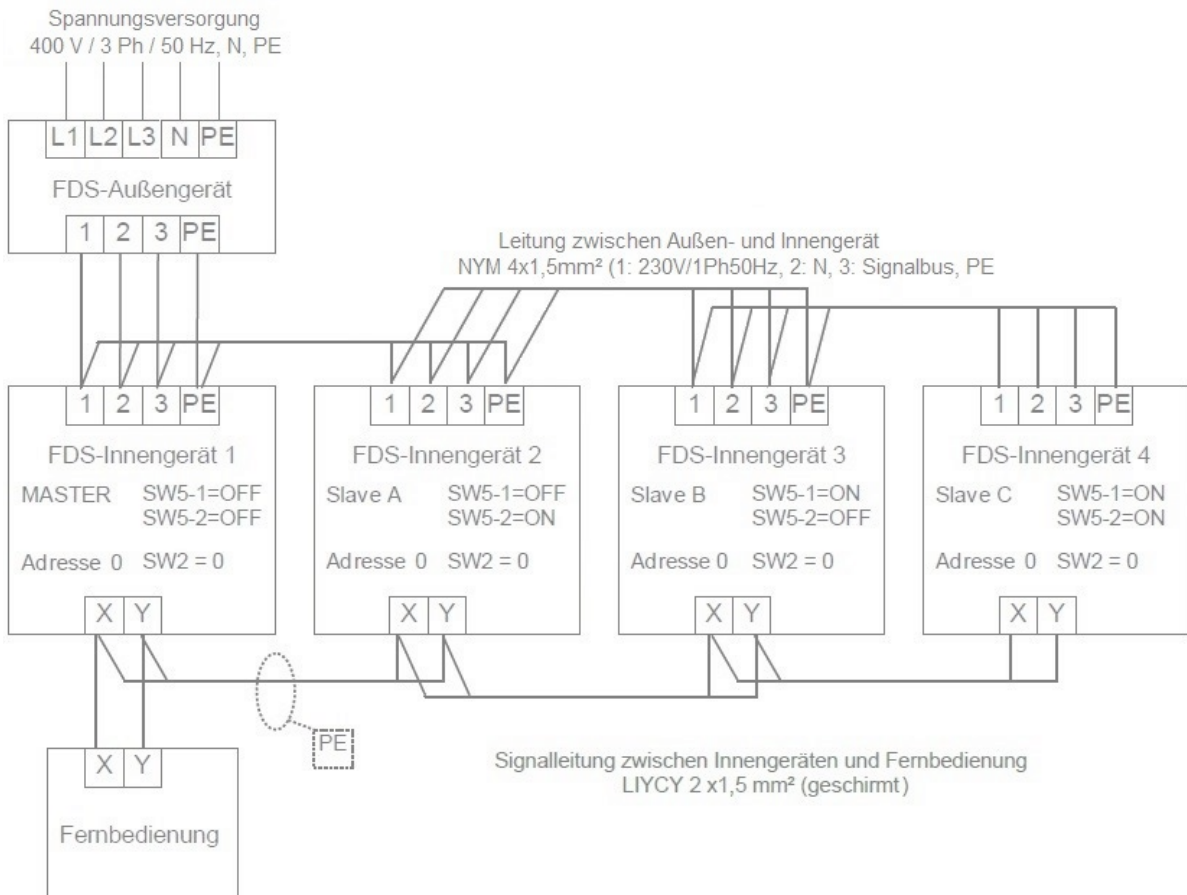 Spannungsversorgung
400 V / 3 Ph / 50 Hz, N, PE
L1 L2 L3 N PE
FDS-Außengerät
1 2 3 PE
Leitung zwischen Außen- und Innengerät
NYM 4x1,5mm² (1: 230V/1Ph50Hz, 2: N, 3: Signalbus, PE
1 2 3 PE
FDS-Innengerät 1
MASTER SW5-1=OFF
SW5-2=OFF
Adresse 0 SW2 = 0
X Y
1 2 3 PE
FDS-Innengerät 2
Slave A SW5-1=OFF
SW5-2=ON
Adresse 0 SW2 = 0
X Y
1 2 3 PE
FDS-Innengerät 3
Slave B SW5-1=ON
SW5-2=OFF
Adresse 0 SW2 = 0
X Y
1 2 3 PE
FDS-Innengerät 4
Slave C SW5-1=ON
SW5-2=ON
Adresse 0 SW2 = 0
X Y
PE
X Y
Fernbedienung
Signalleitung zwischen Innengeräten und Fernbedienung
LIYCY 2 x1,5 mm² (geschirmt)